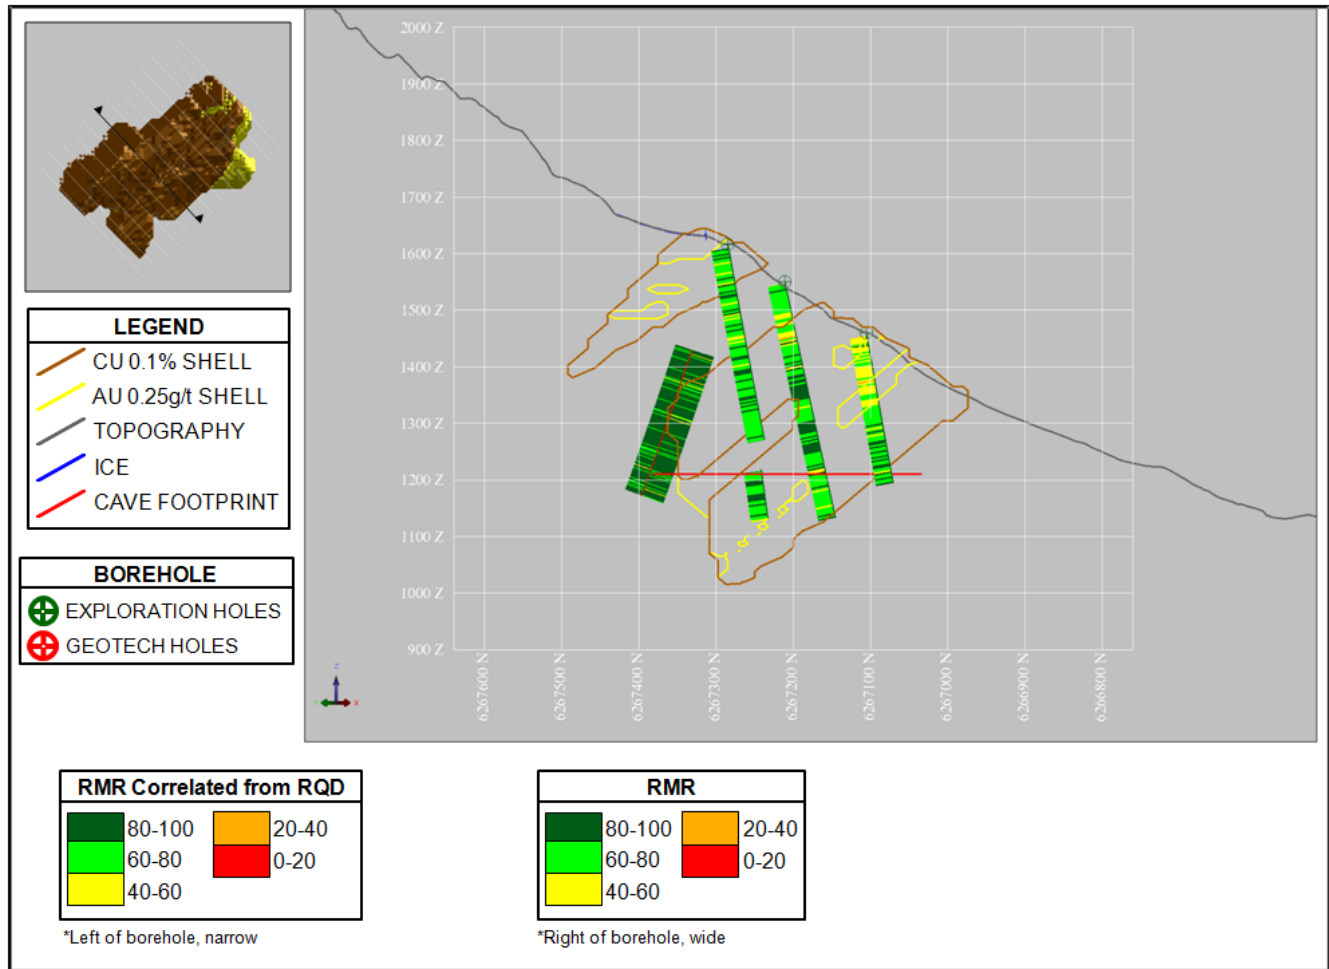 2000 Z
1900 Z
1800 Z
1700 Z
1600 Z
1500 Z
1400 Z
1300 Z
1200 Z
1100 Z
1000 Z
900 Z
6267600 N
6267500 N
6267400 N
6267300 N
6267200 N
6267100 N
6267000 N
6266900 N
6266800 N
Z
Y
X
LEGEND
CU 0.1% SHELL
AU 0.25g/t SHELL
TOPOGRAPHY
ICE
CAVE FOOTPRINT
BOREHOLE
EXPLORATION HOLES
GEOTECH HOLES
RMR Correlated from RQD
80-100
20-40
60-80
0-20
40-60
*Left of borehole, narrow
RMR
80-100
20-40
60-80
0-20
40-60
*Right of borehole, wide